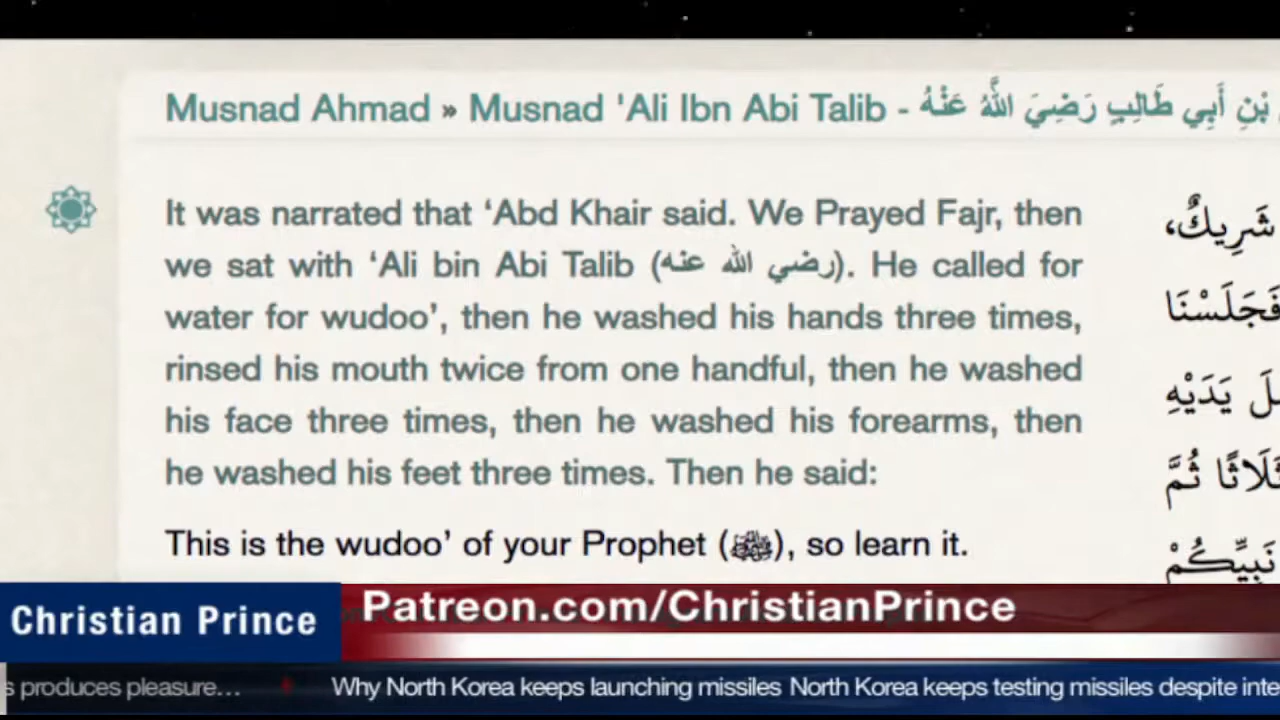 Musnad Ahmad » Musnad 'Ali Ibn Abi Talib - بْنِ أَبِي طَالِبٍ رَضِيَ اللَّهُ عَنْهُ
It was narrated that ‘Abd Khair said. We Prayed Fajr, then
we sat with ‘Ali bin Abi Talib (رضي الله عنه). He called for
water for wudoo’, then he washed his hands three times,
rinsed his mouth twice from one handful, then he washed
his face three times, then he washed his forearms, then
he washed his feet three times. Then he said:
This is the wudoo’ of your Prophet (ﷺ), so learn it.
شَرِيكٌ،
فَجَلَسْنَا
يَدَيْهِ
ثَلَاثًا ثُمَّ
نَبِيِّكُمْ
Christian Prince
Patreon.com/ChristianPrince
s produces pleasure... Why North Korea keeps launching missiles North Korea keeps testing missiles despite inte